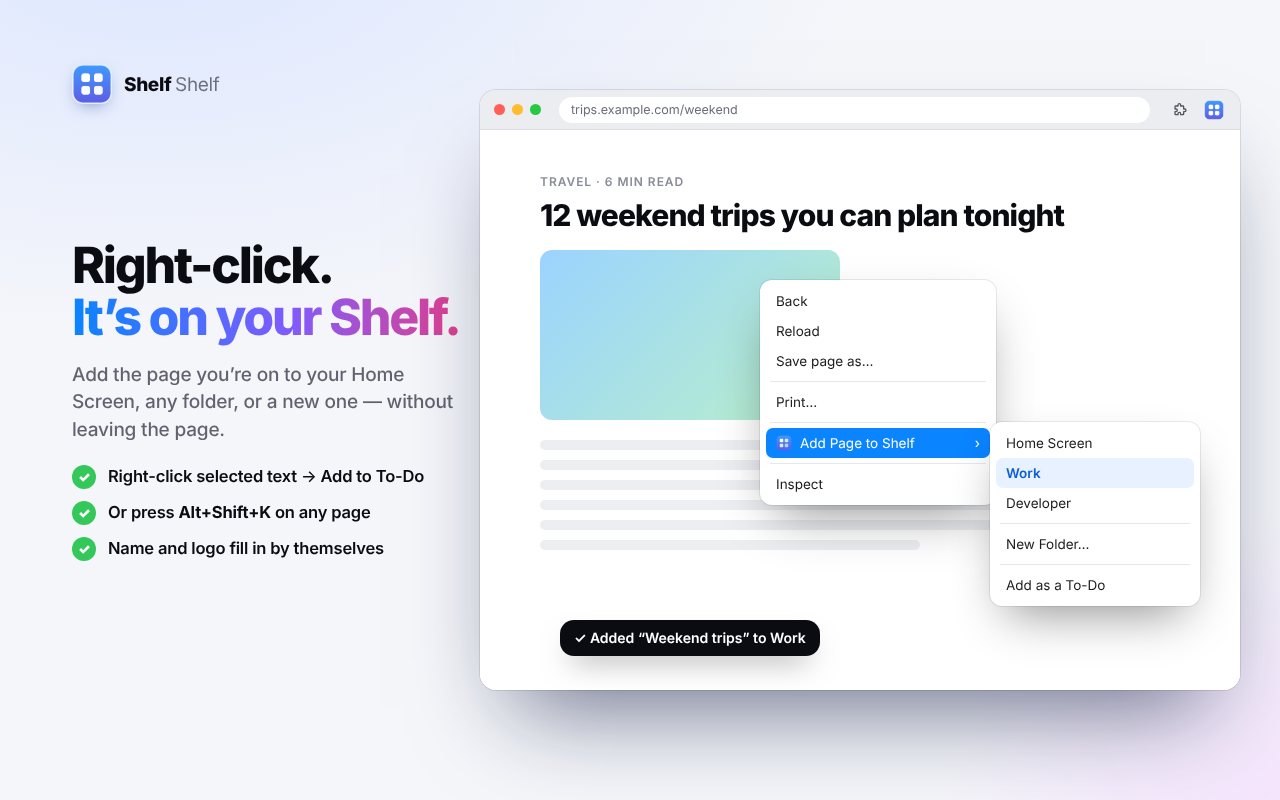 Shelf Shelf
Right-click.
It’s on your Shelf.
Add the page you’re on to your Home
Screen, any folder, or a new one — without
leaving the page.
Right-click selected text → Add to To-Do
Or press Alt+Shift+K on any page
Name and logo fill in by themselves
trips.example.com/weekend
TRAVEL · 6 MIN READ
12 weekend trips you can plan tonight
Back
Reload
Save page as…
Print…
Add Page to Shelf ›
Inspect
Home Screen
Work
Developer
New Folder…
Add as a To-Do
✓ Added “Weekend trips” to Work